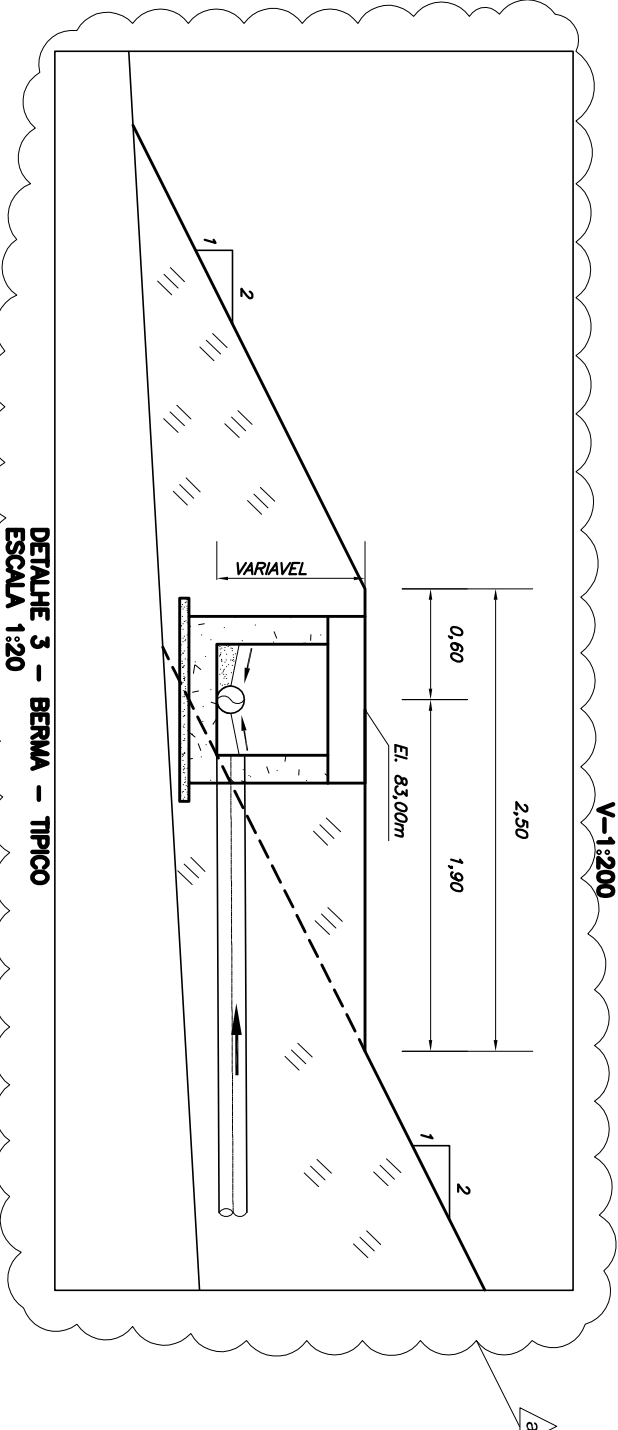 V-1:200
2,50
0,60
1,90
El. 83,00m
VARIAVEL
1
2
1
2
a
DETALHE 3 - BERMA - TIPICO
ESCALA 1:20